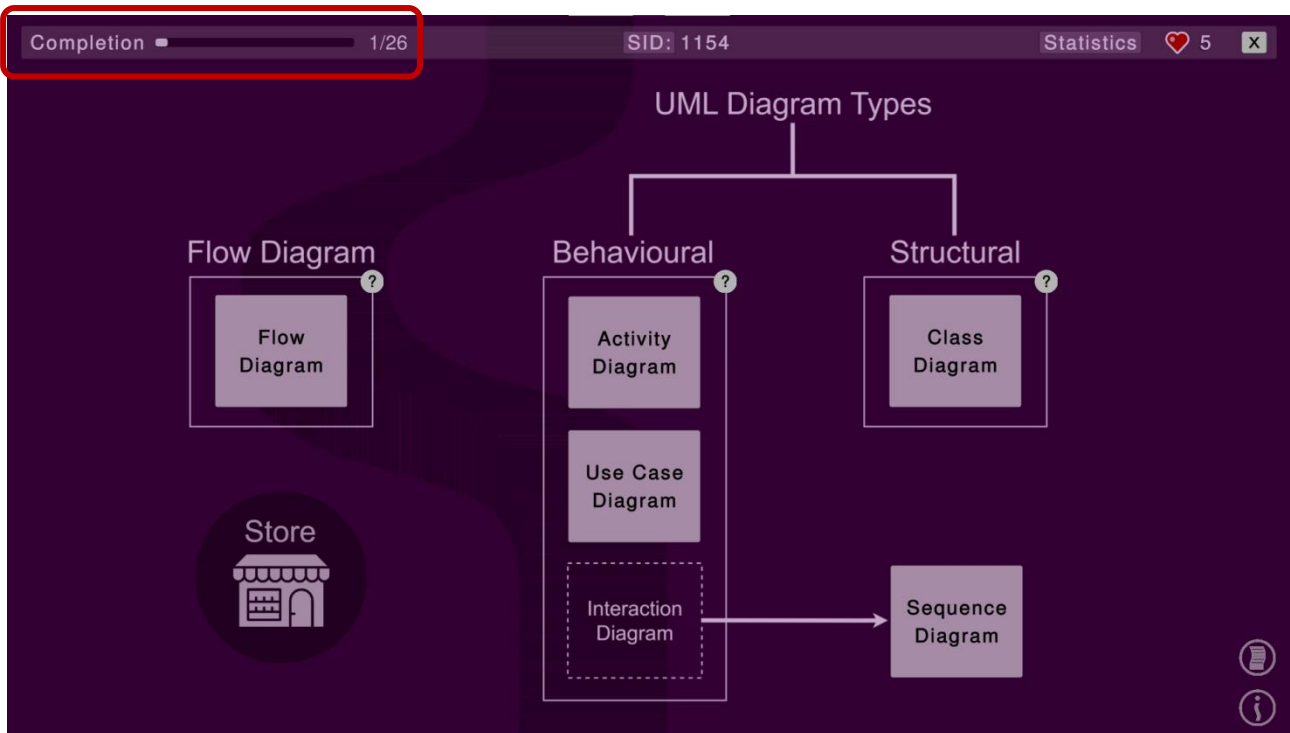 Completion 1/26 SID: 1154 Statistics 5 X
UML Diagram Types
Flow Diagram Behavioural Structural
? ? ?
Flow
Diagram
Activity
Diagram
Class
Diagram
Use Case
Diagram
Store
Interaction
Diagram
Sequence
Diagram
i